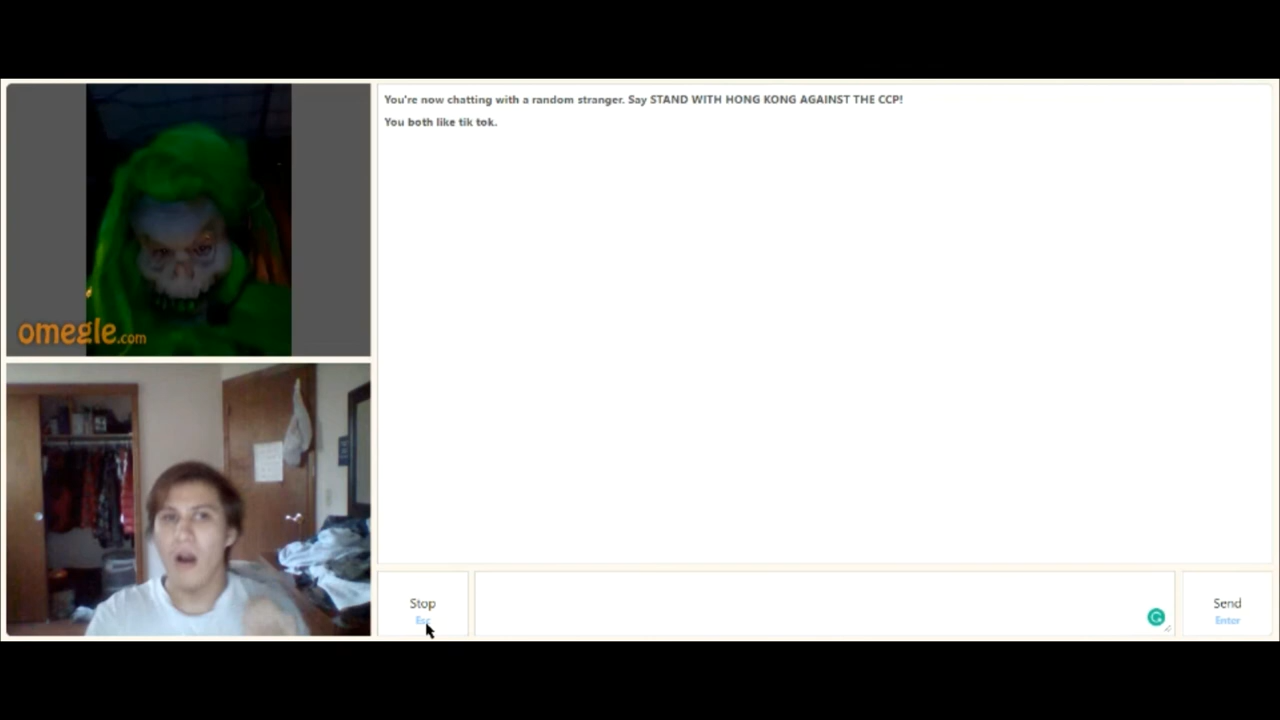 You're now chatting with a random stranger. Say STAND WITH HONG KONG AGAINST THE CCP!
You both like tik tok.
omegle.com
Stop
Esc
Send
Enter